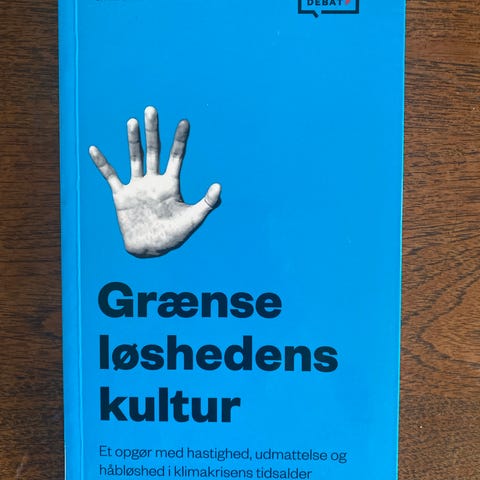 DEBAT
Grænse
løshedens
kultur
Et opgør med hastighed, udmattelse og
håbløshed i klimakrisens tidsalder